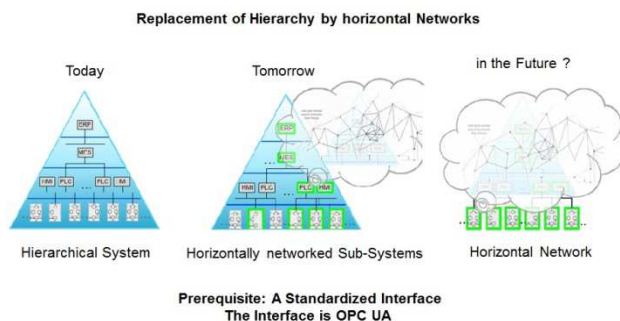 Replacement of Hierarchy by horizontal Networks
Today
Tomorrow
in the Future ?
ERP
MES
HMI PLC ... PLC HMI
ERP
MES
HMI PLC ... PLC HMI
Hierarchical System
Horizontally networked Sub-Systems
Horizontal Network
Prerequisite: A Standardized Interface
The Interface is OPC UA